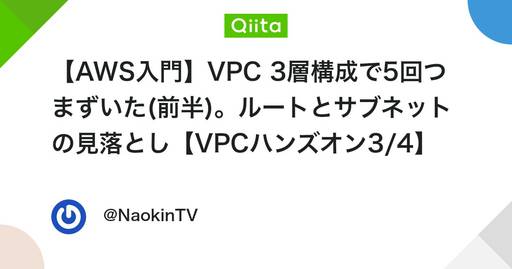 Qiita
【AWS入門】VPC 3層構成で5回つ
まずいた(前半)。ルートとサブネット
の見落とし【VPCハンズオン3/4】
@NaokinTV